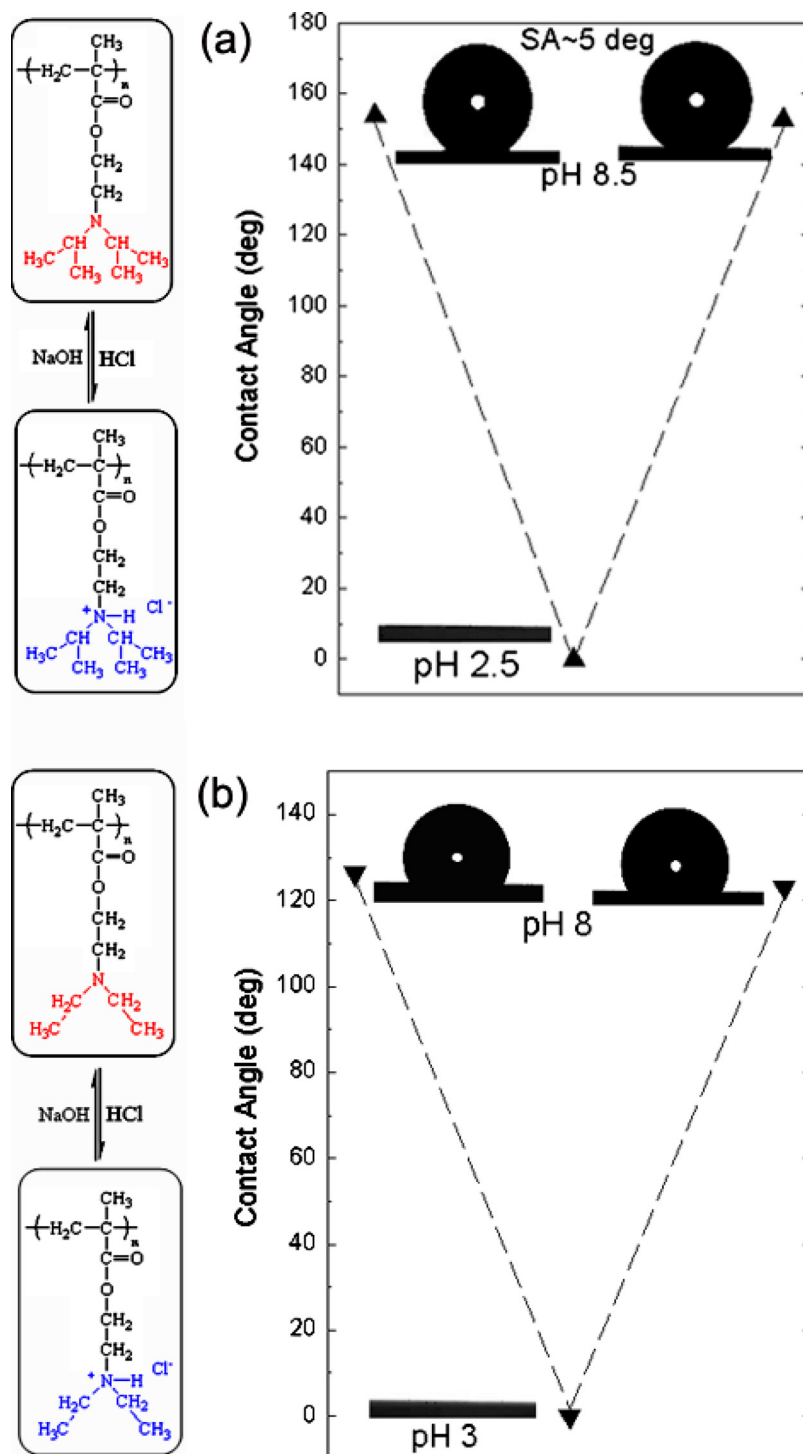 (a)
CH₃
-(H₂C-C)-
n
C=O
O
CH₂
CH₂
N
CH CH
H₃C CH₃
CH₃ CH₃
NaOH HCl
CH₃
-(H₂C-C)-
n
C=O
O
CH₂
CH₂
+
N-H Cl⁻
CH CH
H₃C CH₃
CH₃ CH₃
Contact Angle (deg)
180
160
140
120
100
80
60
40
20
0
SA~5 deg
pH 8.5
pH 2.5
(b)
CH₃
-(H₂C-C)-
n
C=O
O
CH₂
CH₂
N
H₂C CH₂
H₃C CH₃
NaOH HCl
CH₃
-(H₂C-C)-
n
C=O
O
CH₂
CH₂
+
N-H Cl⁻
CH₂ CH₂
CH₃ CH₃
Contact Angle (deg)
140
120
100
80
60
40
20
0
pH 8
pH 3